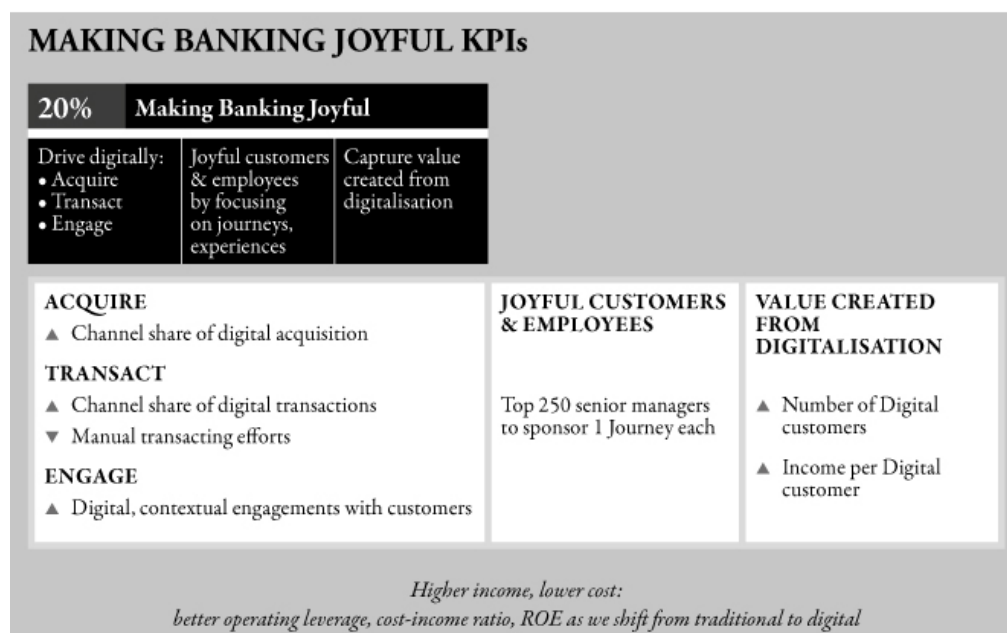 MAKING BANKING JOYFUL KPIs
20% Making Banking Joyful
Drive digitally:
• Acquire
• Transact
• Engage
Joyful customers
& employees
by focusing
on journeys,
experiences
Capture value
created from
digitalisation
ACQUIRE
▲ Channel share of digital acquisition
TRANSACT
▲ Channel share of digital transactions
▼ Manual transacting efforts
ENGAGE
▲ Digital, contextual engagements with customers
JOYFUL CUSTOMERS
& EMPLOYEES
Top 250 senior managers
to sponsor 1 Journey each
VALUE CREATED
FROM
DIGITALISATION
▲ Number of Digital
customers
▲ Income per Digital
customer
Higher income, lower cost:
better operating leverage, cost-income ratio, ROE as we shift from traditional to digital